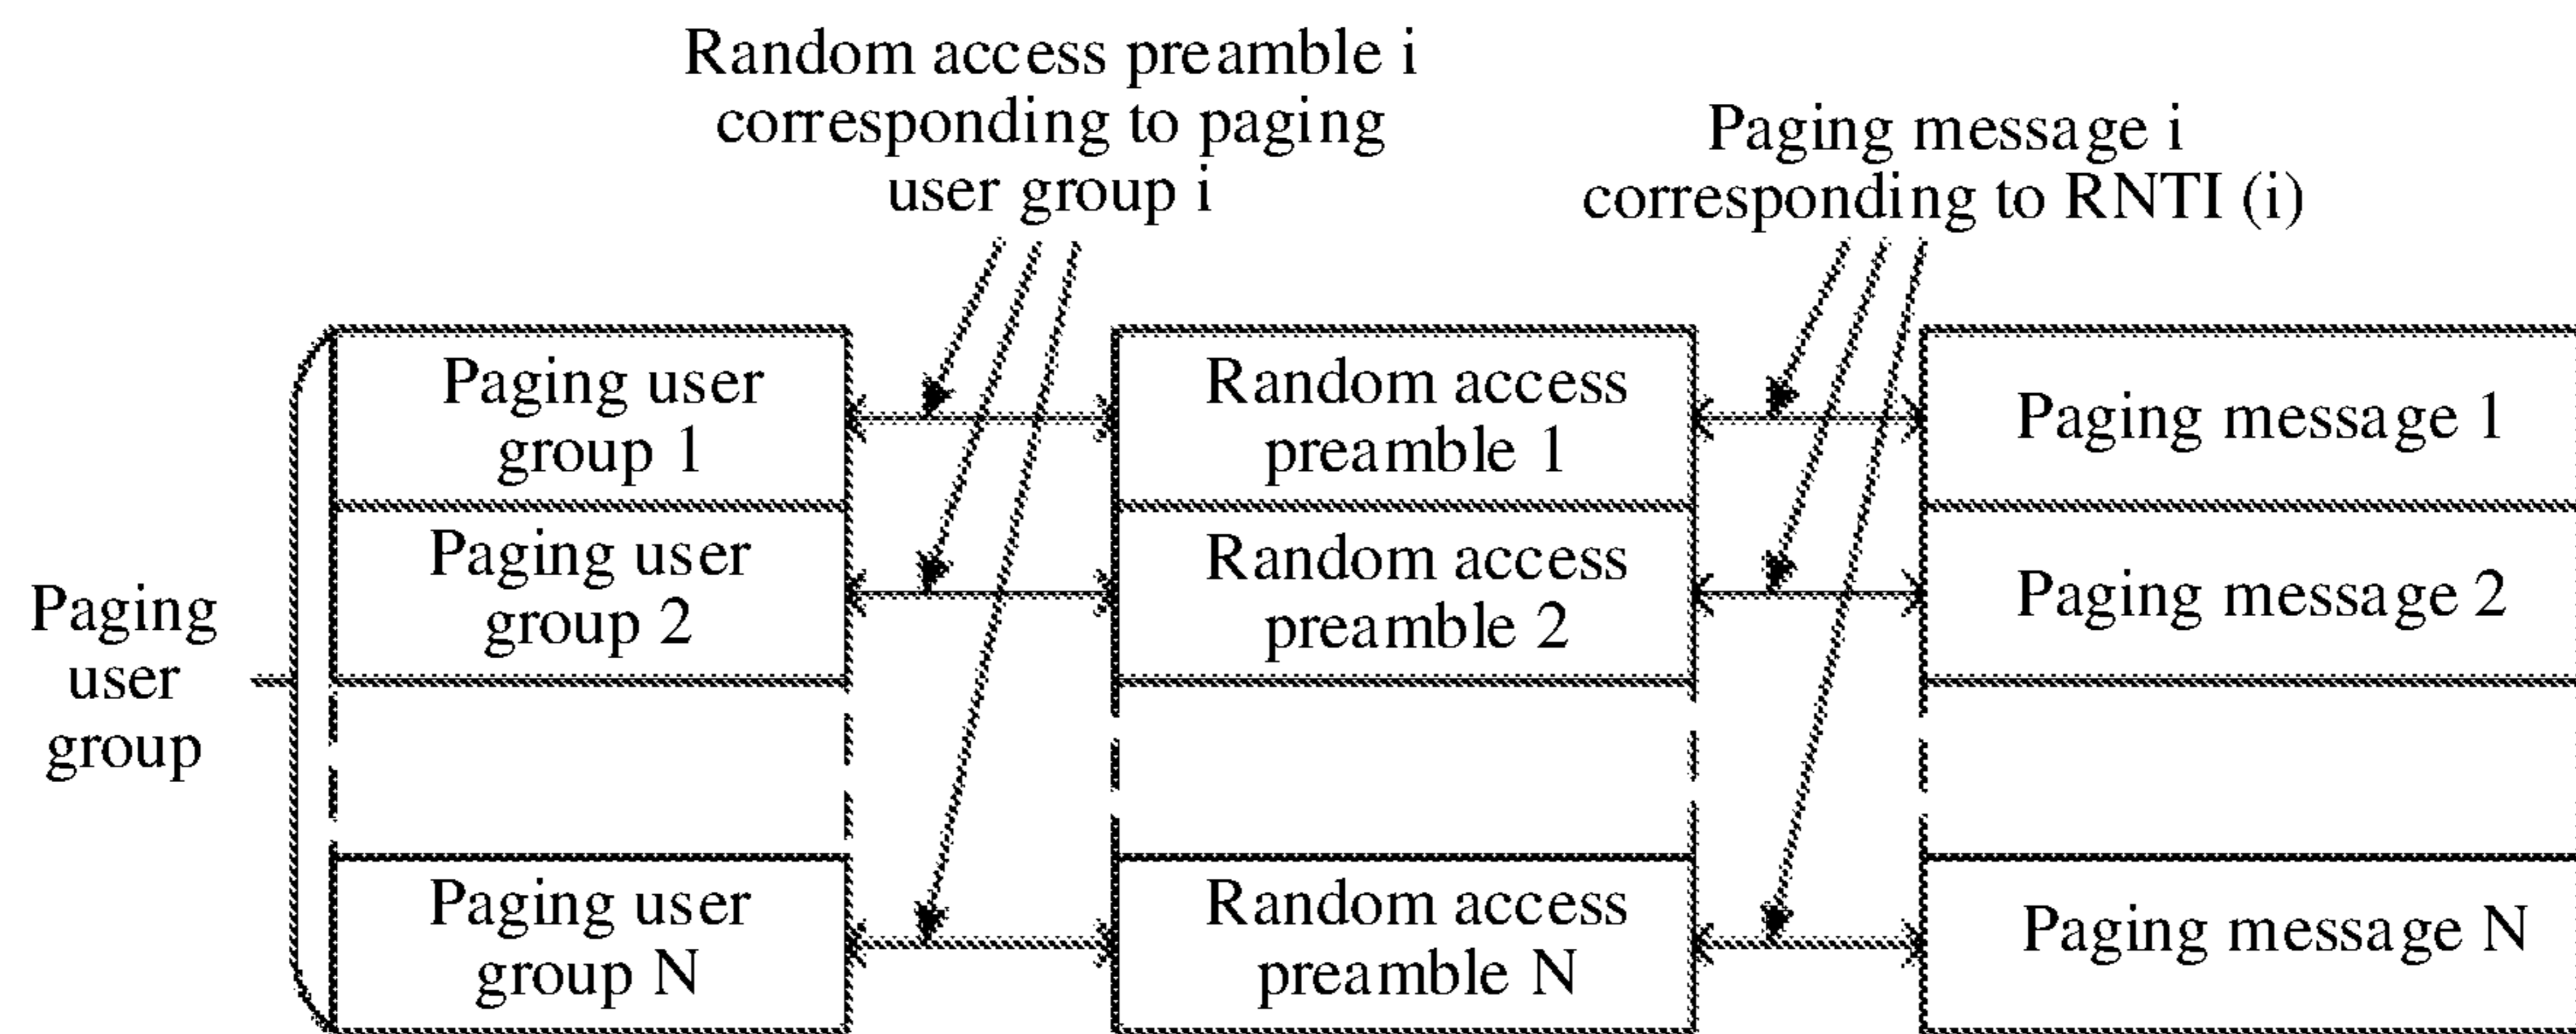 Random access preamble i
corresponding to paging
user group i
Paging message i
corresponding to RNTI (i)
Paging user
group 1
Random access
preamble 1
Paging message 1
Paging user
group 2
Random access
preamble 2
Paging message 2
Paging
user
group
Paging user
group N
Random access
preamble N
Paging message N